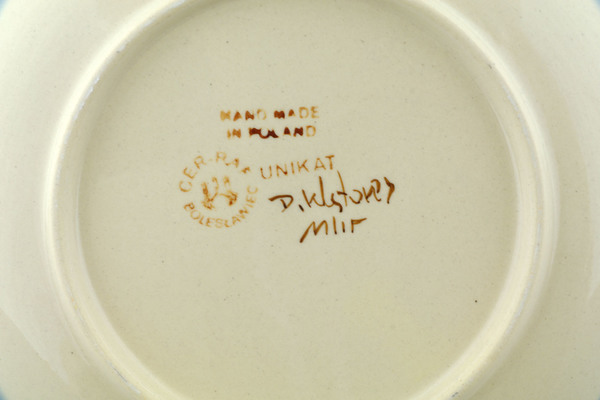 HAND MADE
IN POLAND
CER-RAF
BOLESŁAWIEC
UNIKAT
D.